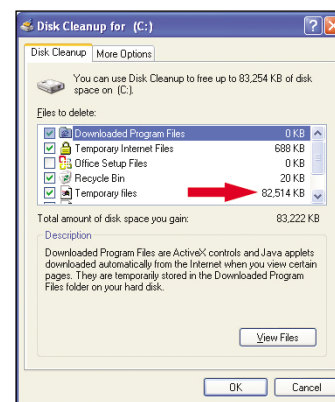 Disk Cleanup for (C:)
Disk Cleanup More Options
You can use Disk Cleanup to free up to 83,254 KB of disk
space on (C:).
Files to delete:
Downloaded Program Files 0 KB
Temporary Internet Files 688 KB
Office Setup Files 0 KB
Recycle Bin 20 KB
Temporary files 82,514 KB
Total amount of disk space you gain: 83,222 KB
Description
Downloaded Program Files are ActiveX controls and Java applets
downloaded automatically from the Internet when you view certain
pages. They are temporarily stored in the Downloaded Program
Files folder on your hard disk.
View Files
OK Cancel